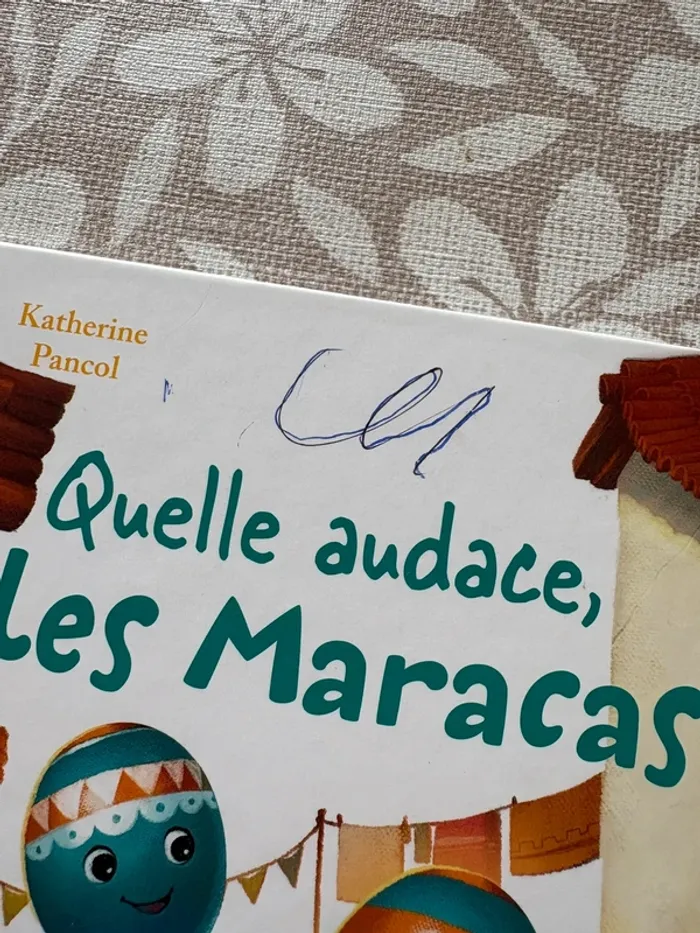 Katherine
Pancol
Quelle audace,
les Maracas